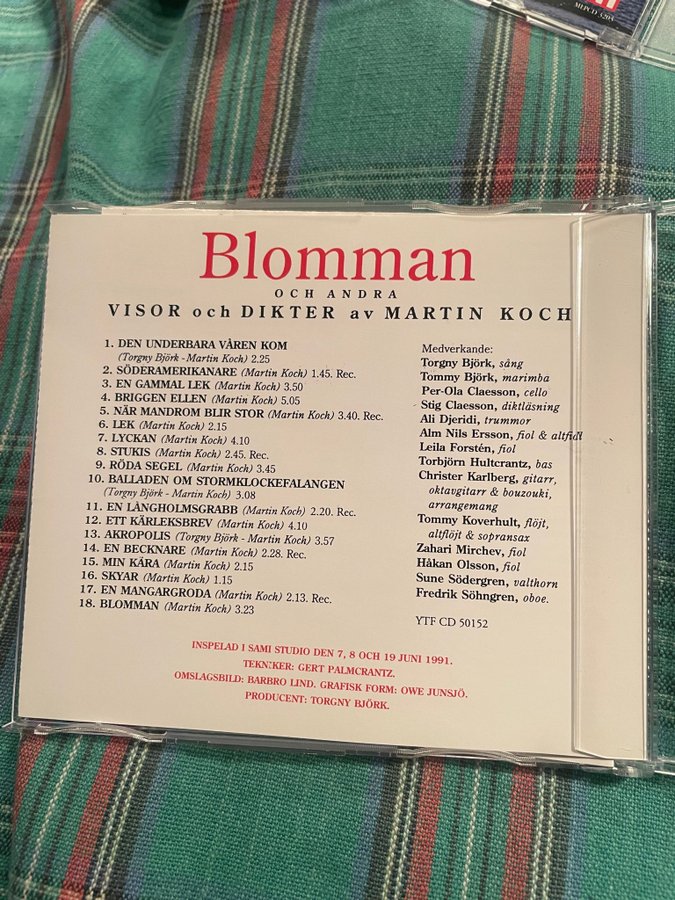 MLPCD 3205
Blomman
OCH ANDRA
VISOR och DIKTER av MARTIN KOCH
1. DEN UNDERBARA VÅREN KOM
(Torgny Björk - Martin Koch) 2.25
2. SÖDERAMERIKANARE (Martin Koch) 1.45. Rec.
3. EN GAMMAL LEK (Martin Koch) 3.50
4. BRIGGEN ELLEN (Martin Koch) 5.05
5. NÄR MANDROM BLIR STOR (Martin Koch) 3.40. Rec.
6. LEK (Martin Koch) 2.15
7. LYCKAN (Martin Koch) 4.10
8. STUKIS (Martin Koch) 2.45. Rec.
9. RÖDA SEGEL (Martin Koch) 3.45
10. BALLADEN OM STORMKLOCKEFALANGEN
(Torgny Björk - Martin Koch) 3.08
11. EN LÅNGHOLMSGRABB (Martin Koch) 2.20. Rec.
12. ETT KÄRLEKSBREV (Martin Koch) 4.10
13. AKROPOLIS (Torgny Björk - Martin Koch) 3.57
14. EN BECKNARE (Martin Koch) 2.28. Rec.
15. MIN KÄRA (Martin Koch) 2.15
16. SKYAR (Martin Koch) 1.15
17. EN MANGARGRODA (Martin Koch) 2.13. Rec.
18. BLOMMAN (Martin Koch) 3.23
Medverkande:
Torgny Björk, sång
Tommy Björk, marimba
Per-Ola Claesson, cello
Stig Claesson, diktläsning
Ali Djeridi, trummor
Alm Nils Ersson, fiol & altfiol
Leila Forstén, fiol
Torbjörn Hultcrantz, bas
Christer Karlberg, gitarr,
oktavgitarr & bouzouki,
arrangemang
Tommy Koverhult, flöjt,
altflöjt & sopransax
Zahari Mirchev, fiol
Håkan Olsson, fiol
Sune Södergren, valthorn
Fredrik Söhngren, oboe.
YTF CD 50152
INSPELAD I SAMI STUDIO DEN 7, 8 OCH 19 JUNI 1991.
TEKNIKER: GERT PALMCRANTZ.
OMSLAGSBILD: BARBRO LIND. GRAFISK FORM: OWE JUNSJÖ.
PRODUCENT: TORGNY BJÖRK.